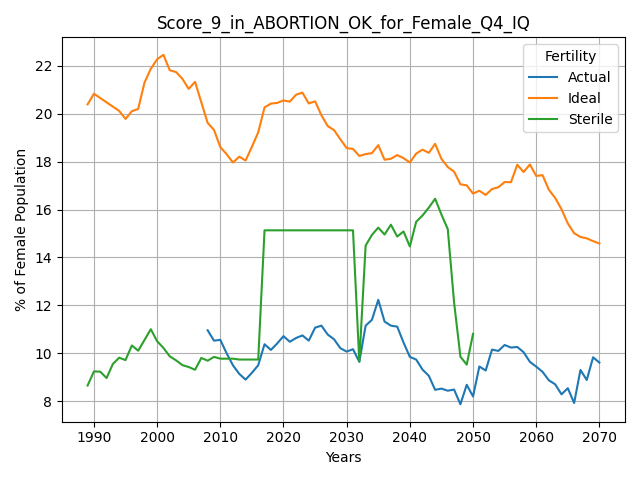 Score_9_in_ABORTION_OK_for_Female_Q4_IQ
Fertility
Actual
Ideal
Sterile
% of Female Population
22
20
18
16
14
12
10
8
1990 2000 2010 2020 2030 2040 2050 2060 2070
Years